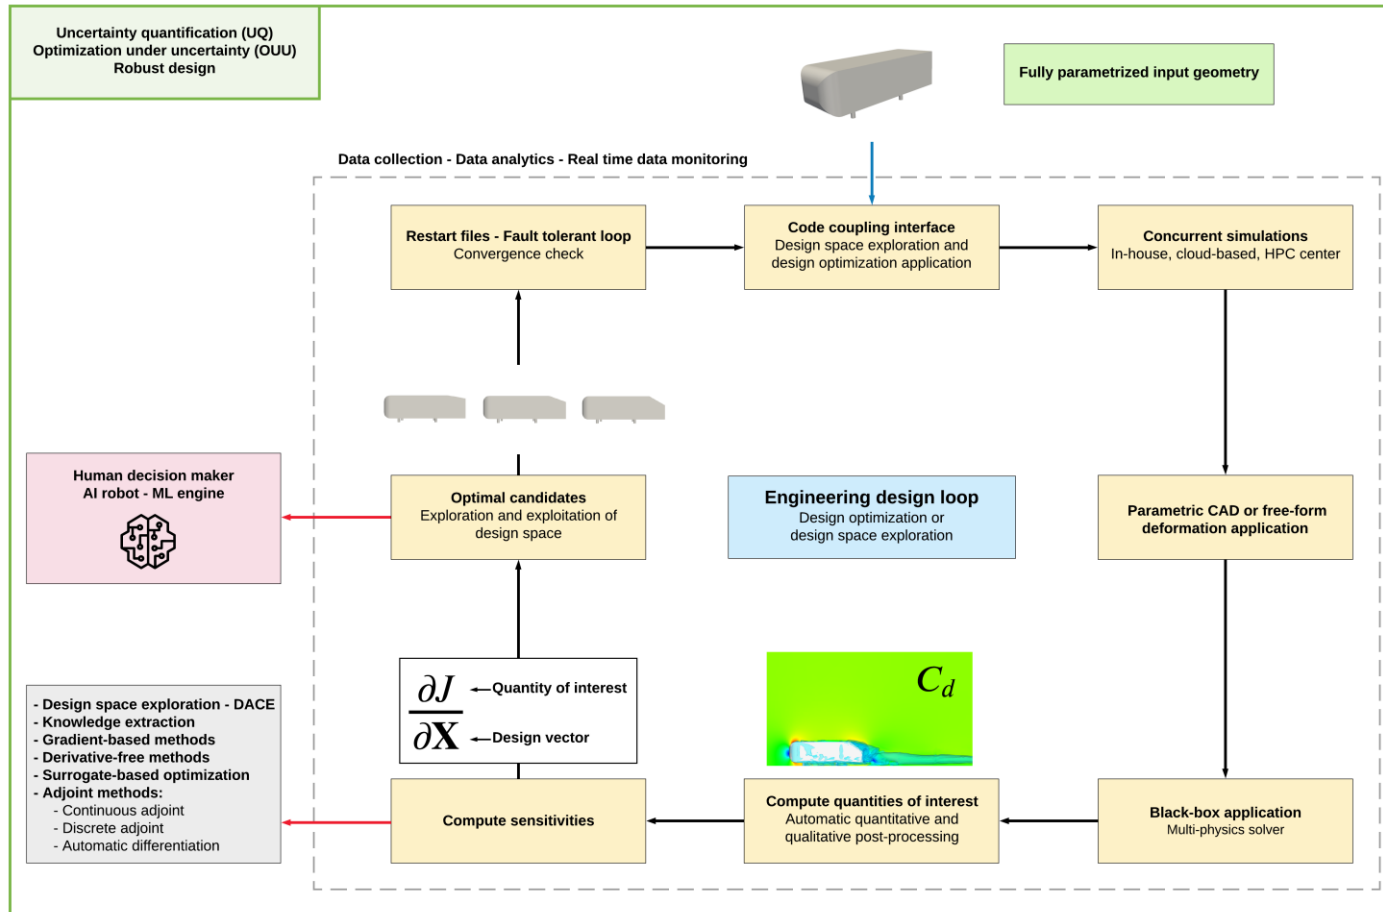 Uncertainty quantification (UQ)
Optimization under uncertainty (OUU)
Robust design
Fully parametrized input geometry
Data collection - Data analytics - Real time data monitoring
Restart files - Fault tolerant loop
Convergence check
Code coupling interface
Design space exploration and
design optimization application
Concurrent simulations
In-house, cloud-based, HPC center
Human decision maker
AI robot - ML engine
Optimal candidates
Exploration and exploitation of
design space
Engineering design loop
Design optimization or
design space exploration
Parametric CAD or free-form
deformation application
∂J
Quantity of interest
∂X
Design vector
C_d
- Design space exploration - DACE
- Knowledge extraction
- Gradient-based methods
- Derivative-free methods
- Surrogate-based optimization
- Adjoint methods:
- Continuous adjoint
- Discrete adjoint
- Automatic differentiation
Compute sensitivities
Compute quantities of interest
Automatic quantitative and
qualitative post-processing
Black-box application
Multi-physics solver